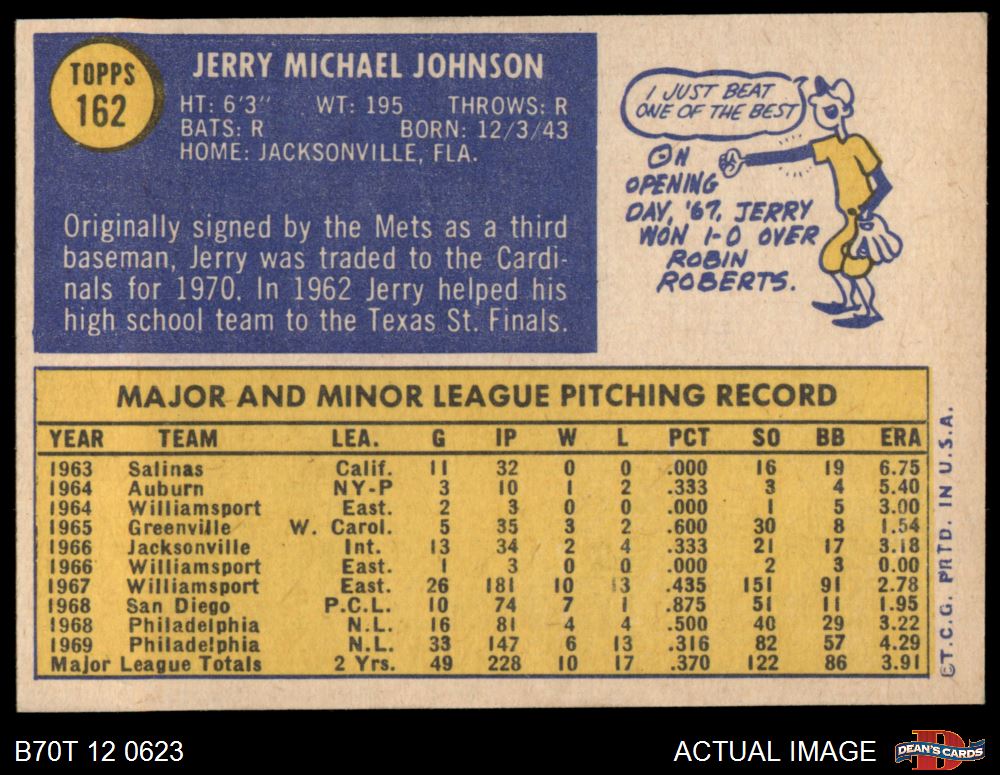 TOPPS
162
JERRY MICHAEL JOHNSON
HT: 6'3" WT: 195 THROWS: R
BATS: R BORN: 12/3/43
HOME: JACKSONVILLE, FLA.
Originally signed by the Mets as a third
baseman, Jerry was traded to the Cardi-
nals for 1970. In 1962 Jerry helped his
high school team to the Texas St. Finals.
I JUST BEAT
ONE OF THE BEST
ON
OPENING
DAY, '67, JERRY
WON 1-0 OVER
ROBIN
ROBERTS.
MAJOR AND MINOR LEAGUE PITCHING RECORD
YEAR TEAM LEA. G IP W L PCT SO BB ERA
1963 Salinas Calif. 11 32 0 0 .000 16 19 6.75
1964 Auburn NY-P 3 10 1 2 .333 3 4 5.40
1964 Williamsport East. 2 3 0 0 .000 1 5 3.00
1965 Greenville W. Carol. 5 35 3 2 .600 30 8 1.54
1966 Jacksonville Int. 13 34 2 4 .333 21 17 3.18
1966 Williamsport East. 1 3 0 0 .000 2 3 0.00
1967 Williamsport East. 26 181 10 13 .435 151 91 2.78
1968 San Diego P.C.L. 10 74 7 1 .875 51 11 1.95
1968 Philadelphia N.L. 16 81 4 4 .500 40 29 3.22
1969 Philadelphia N.L. 33 147 6 13 .316 82 57 4.29
Major League Totals 2 Yrs. 49 228 10 17 .370 122 86 3.91
©T.C.G. PRTD. IN U.S.A.
B70T 12 0623
ACTUAL IMAGE
DEAN'S CARDS